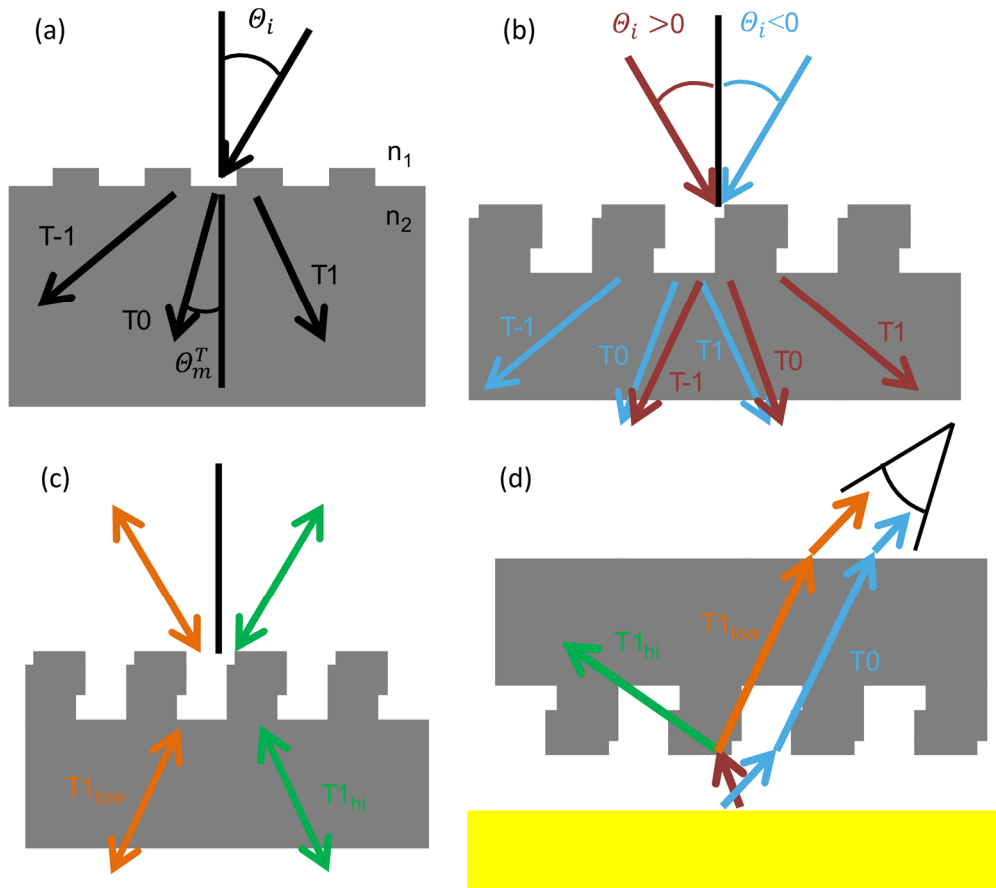 (a)
Θi
n1
n2
T-1
T0
T1
Θ_m^T
(b)
Θi >0
Θi<0
T-1
T0
T1
T-1
T0
T1
(c)
T1low
T1hi
(d)
T1hi
T1low
T0